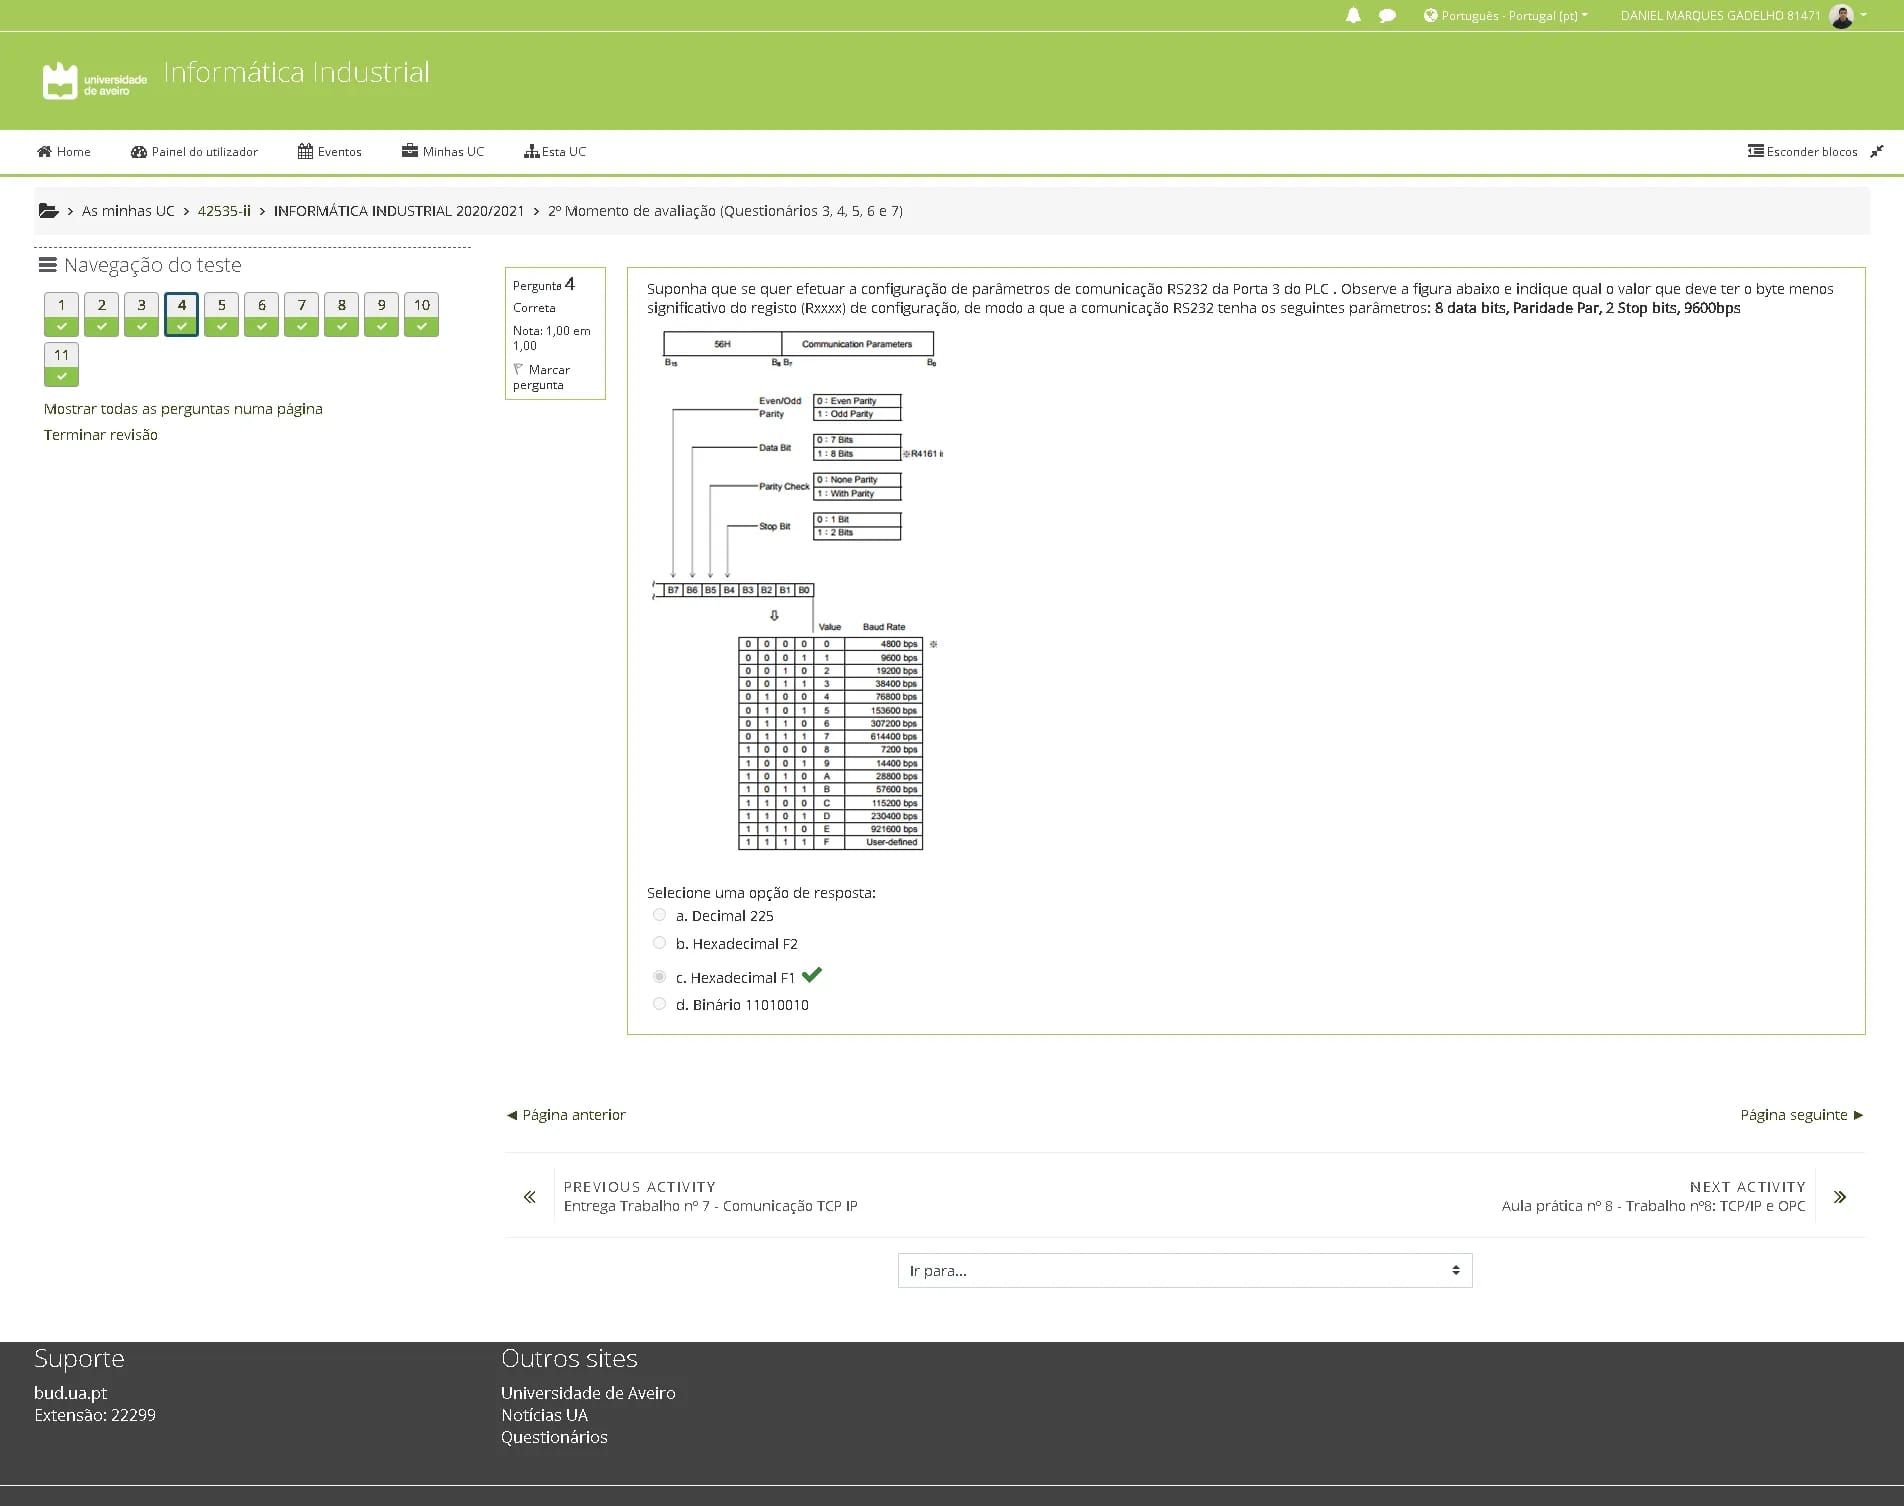 Português - Portugal (pt)
DANIEL MARQUES GADELHO 81471
universidade
de aveiro
Informática Industrial
Home
Painel do utilizador
Eventos
Minhas UC
Esta UC
Esconder blocos
As minhas UC > 42535-ii > INFORMÁTICA INDUSTRIAL 2020/2021 > 2º Momento de avaliação (Questionários 3, 4, 5, 6 e 7)
Navegação do teste
1 2 3 4 5 6 7 8 9 10
11
Mostrar todas as perguntas numa página
Terminar revisão
Pergunta 4
Correta
Nota: 1,00 em
1,00
Marcar
pergunta
Suponha que se quer efetuar a configuração de parâmetros de comunicação RS232 da Porta 3 do PLC . Observe a figura abaixo e indique qual o valor que deve ter o byte menos
significativo do registo (Rxxxx) de configuração, de modo a que a comunicação RS232 tenha os seguintes parâmetros: 8 data bits, Paridade Par, 2 Stop bits, 9600bps
56H Communication Parameters
B15 B8 B7 B0
Even/Odd
Parity
0 : Even Parity
1 : Odd Parity
Data Bit
0 : 7 Bits
1 : 8 Bits
※R4161 i
Parity Check
0 : None Parity
1 : With Parity
Stop Bit
0 : 1 Bit
1 : 2 Bits
B7 B6 B5 B4 B3 B2 B1 B0
Value Baud Rate
0 0 0 0 0 4800 bps ※
0 0 0 1 1 9600 bps
0 0 1 0 2 19200 bps
0 0 1 1 3 38400 bps
0 1 0 0 4 76800 bps
0 1 0 1 5 153600 bps
0 1 1 0 6 307200 bps
0 1 1 1 7 614400 bps
1 0 0 0 8 7200 bps
1 0 0 1 9 14400 bps
1 0 1 0 A 28800 bps
1 0 1 1 B 57600 bps
1 1 0 0 C 115200 bps
1 1 0 1 D 230400 bps
1 1 1 0 E 921600 bps
1 1 1 1 F User-defined
Selecione uma opção de resposta:
a. Decimal 225
b. Hexadecimal F2
c. Hexadecimal F1
d. Binário 11010010
◄ Página anterior
Página seguinte ►
PREVIOUS ACTIVITY
Entrega Trabalho nº 7 - Comunicação TCP IP
NEXT ACTIVITY
Aula prática nº 8 - Trabalho nº8: TCP/IP e OPC
Ir para...
Suporte
bud.ua.pt
Extensão: 22299
Outros sites
Universidade de Aveiro
Notícias UA
Questionários